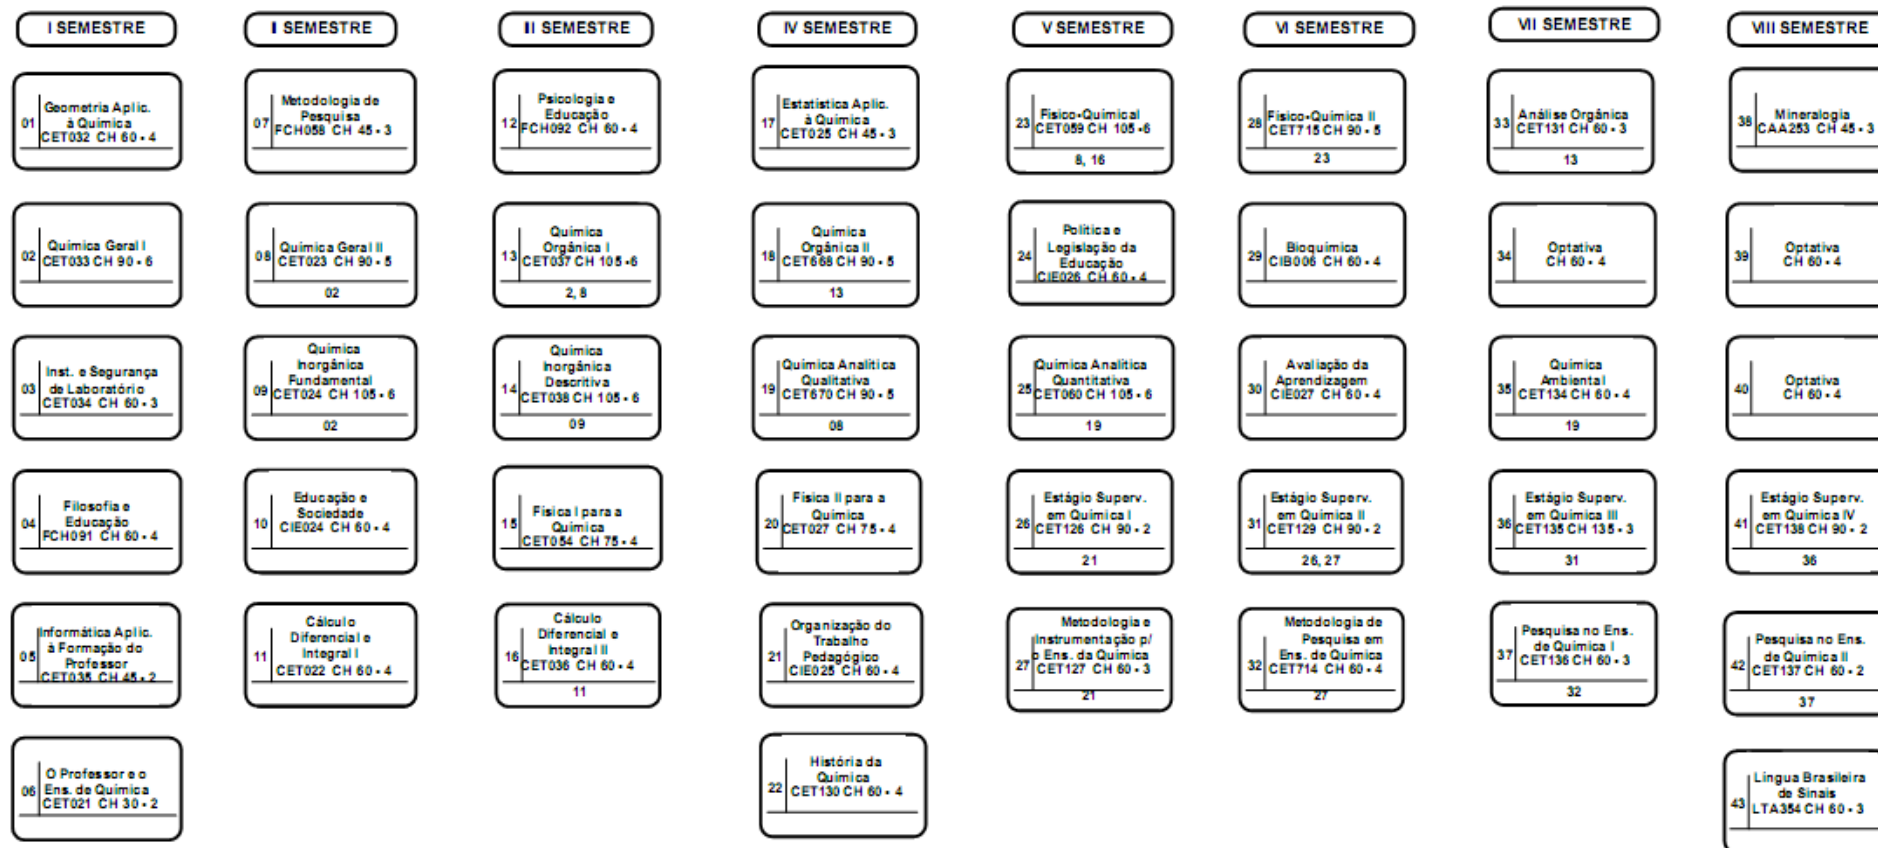 I SEMESTRE
II SEMESTRE
III SEMESTRE
IV SEMESTRE
V SEMESTRE
VI SEMESTRE
VII SEMESTRE
VIII SEMESTRE
01
Geometria Aplic.
à Química
CET032 CH 60 - 4
02
Química Geral I
CET033 CH 90 - 6
03
Inst. e Segurança
de Laboratório
CET034 CH 60 - 3
04
Filosofia e
Educação
FCH091 CH 60 - 4
05
Informática Aplic.
à Formação do
Professor
CET035 CH 45 - 2
06
O Professor e o
Ens. de Química
CET021 CH 30 - 2
07
Metodologia de
Pesquisa
FCH058 CH 45 - 3
08
Química Geral II
CET023 CH 90 - 5
02
09
Química
Inorgânica
Fundamental
CET024 CH 105 - 6
02
10
Educação e
Sociedade
CIE024 CH 60 - 4
11
Cálculo
Diferencial e
Integral I
CET022 CH 60 - 4
12
Psicologia e
Educação
FCH092 CH 60 - 4
13
Química
Orgânica I
CET037 CH 105 -6
2, 8
14
Química
Inorgânica
Descritiva
CET038 CH 105 - 6
09
15
Física I para a
Química
CET054 CH 75 - 4
16
Cálculo
Diferencial e
Integral II
CET036 CH 60 - 4
11
17
Estatística Aplic.
à Química
CET025 CH 45 - 3
18
Química
Orgânica II
CET668 CH 90 - 5
13
19
Química Analítica
Qualitativa
CET670 CH 90 - 5
08
20
Física II para a
Química
CET027 CH 75 - 4
21
Organização do
Trabalho
Pedagógico
CIE025 CH 60 - 4
22
História da
Química
CET130 CH 60 - 4
23
Físico-Química I
CET059 CH 105 -6
8, 16
24
Política e
Legislação da
Educação
CIE026 CH 60 - 4
25
Química Analítica
Quantitativa
CET060 CH 105 - 6
19
26
Estágio Superv.
em Química I
CET126 CH 90 - 2
21
27
Metodologia e
Instrumentação p/
o Ens. da Química
CET127 CH 60 - 3
21
28
Físico-Química II
CET715 CH 90 - 5
23
29
Bioquímica
CIB006 CH 60 - 4
30
Avaliação da
Aprendizagem
CIE027 CH 60 - 4
31
Estágio Superv.
em Química II
CET129 CH 90 - 2
26, 27
32
Metodologia de
Pesquisa em
Ens. de Química
CET714 CH 60 - 4
27
33
Análise Orgânica
CET131 CH 60 - 3
13
34
Optativa
CH 60 - 4
35
Química
Ambiental
CET134 CH 60 - 4
19
36
Estágio Superv.
em Química III
CET135 CH 135 - 3
31
37
Pesquisa no Ens.
de Química I
CET136 CH 60 - 3
32
38
Mineralogia
CAA253 CH 45 - 3
39
Optativa
CH 60 - 4
40
Optativa
CH 60 - 4
41
Estágio Superv.
em Química IV
CET138 CH 90 - 2
36
42
Pesquisa no Ens.
de Química II
CET137 CH 60 - 2
37
43
Língua Brasileira
de Sinais
LTA354 CH 60 - 3